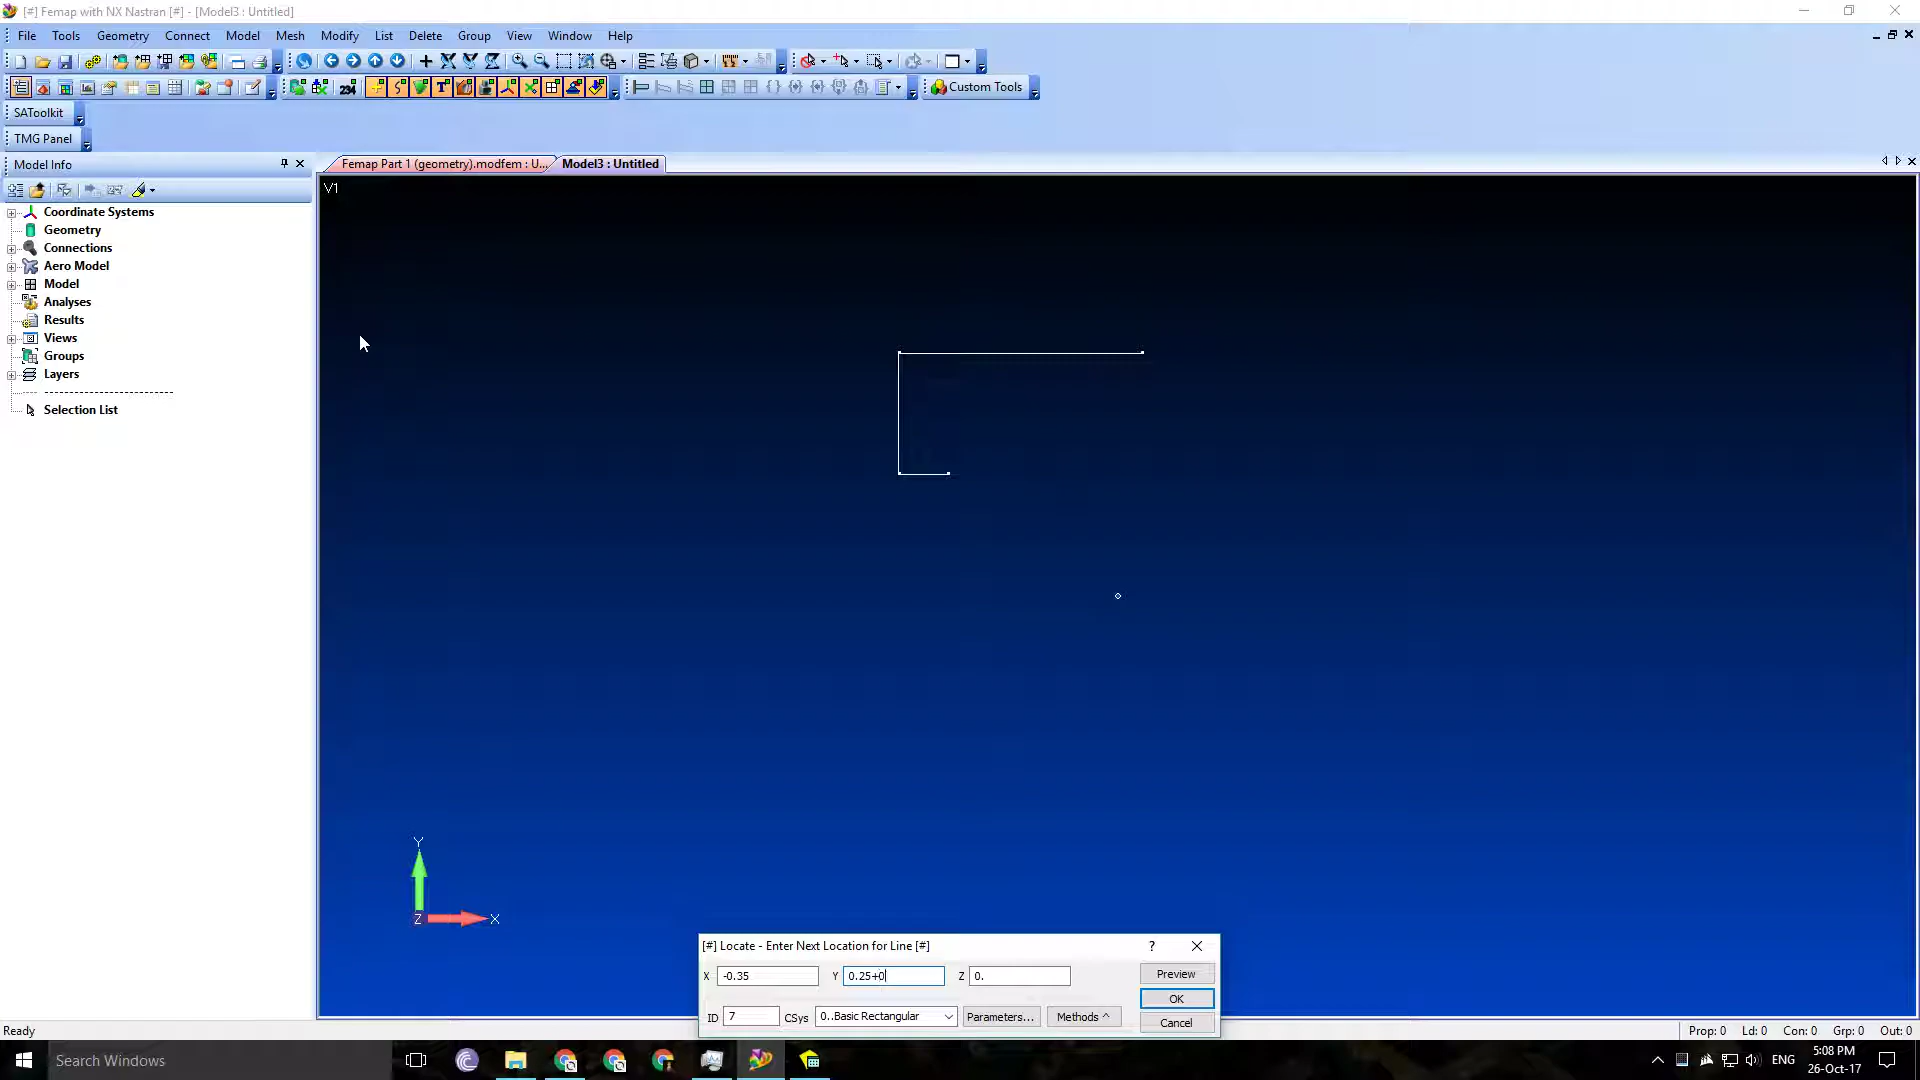 [#] Femap with NX Nastran [#] - [Model3 : Untitled]
File Tools Geometry Connect Model Mesh Modify List Delete Group View Window Help
234 T Custom Tools
SAToolkit
TMG Panel
Model Info
Femap Part 1 (geometry).modfem : U... Model3 : Untitled
V1
Coordinate Systems
Geometry
Connections
Aero Model
Model
Analyses
Results
Views
Groups
Layers
Selection List
Y
Z X
[#] Locate - Enter Next Location for Line [#] ?
X -0.35 Y 0.25+0 Z 0. Preview
OK
ID 7 CSys 0..Basic Rectangular Parameters... Methods ^ Cancel
Ready Prop: 0 Ld: 0 Con: 0 Grp: 0 Out: 0
Search Windows ENG 5:08 PM
26-Oct-17